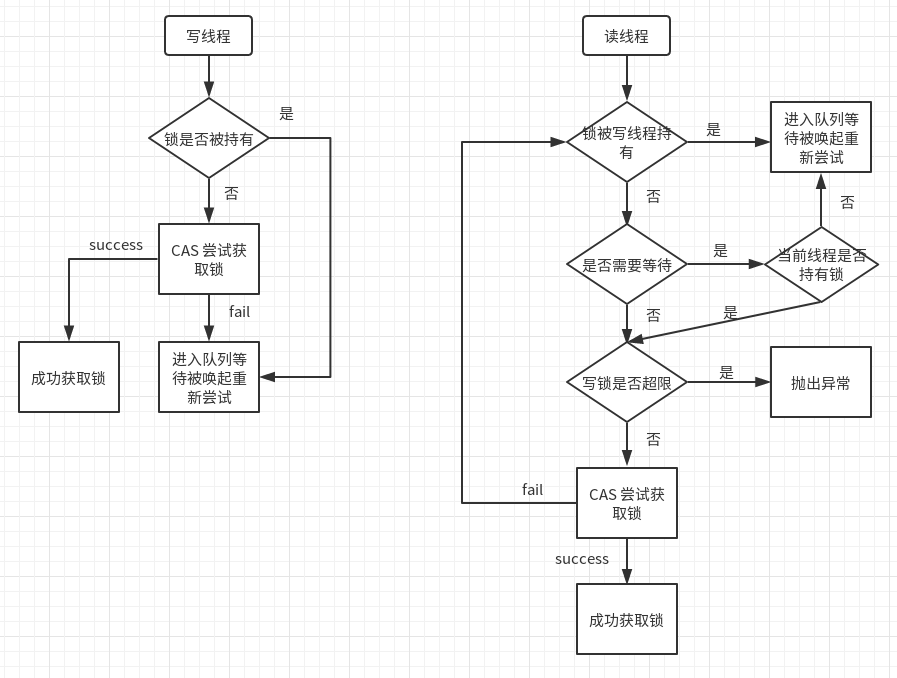 写线程
是
锁是否被持有
否
success
CAS 尝试获
取锁
fail
成功获取锁
进入队列等
待被唤起重
新尝试
读线程
锁被写线程持
有
是
进入队列等
待被唤起重
新尝试
否
否
是否需要等待
是
当前线程是否
持有锁
否
是
写锁是否超限
是
抛出异常
否
CAS 尝试获
取锁
fail
success
成功获取锁